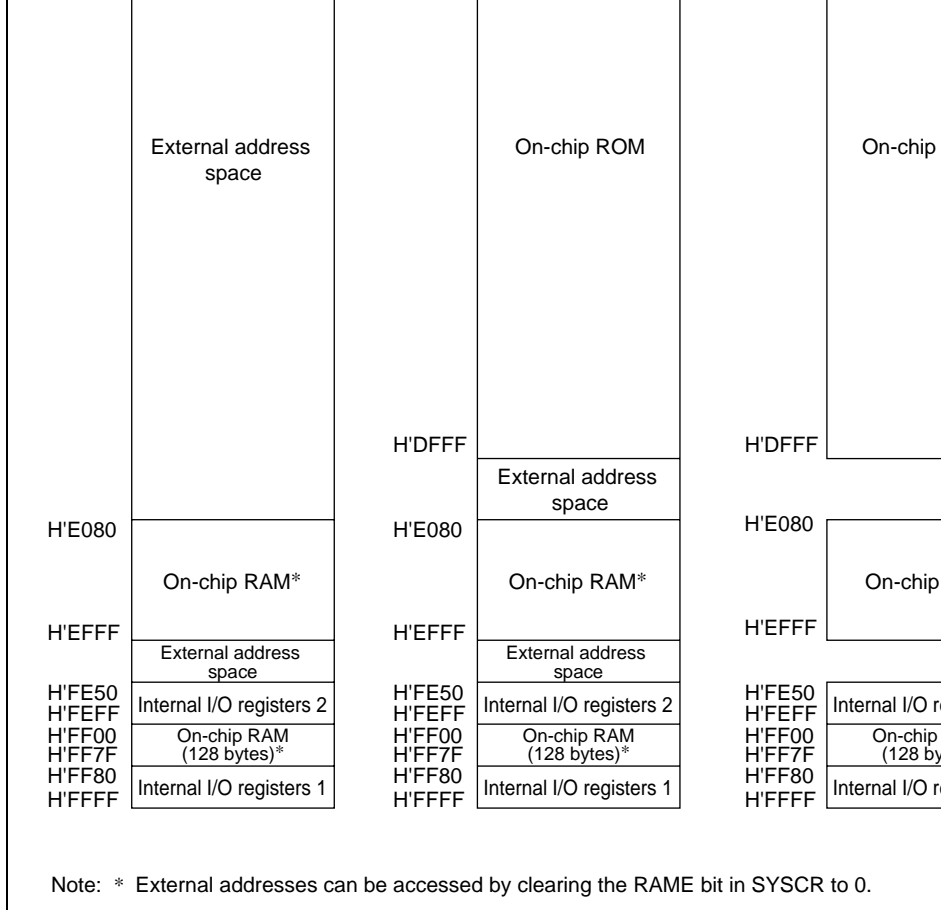 External address
space
H'E080
On-chip RAM*
H'EFFF
External address
space
H'FE50
Internal I/O registers 2
H'FEFF
H'FF00
On-chip RAM
(128 bytes)*
H'FF7F
H'FF80
Internal I/O registers 1
H'FFFF
On-chip ROM
H'DFFF
External address
space
H'E080
On-chip RAM*
H'EFFF
External address
space
H'FE50
Internal I/O registers 2
H'FEFF
H'FF00
On-chip RAM
(128 bytes)*
H'FF7F
H'FF80
Internal I/O registers 1
H'FFFF
On-chip
H'DFFF
H'E080
On-chip
H'EFFF
H'FE50
Internal I/O
H'FEFF
H'FF00
On-chip
(128
H'FF7F
H'FF80
Internal I/O
H'FFFF
Note: * External addresses can be accessed by clearing the RAME bit in SYSCR to 0.